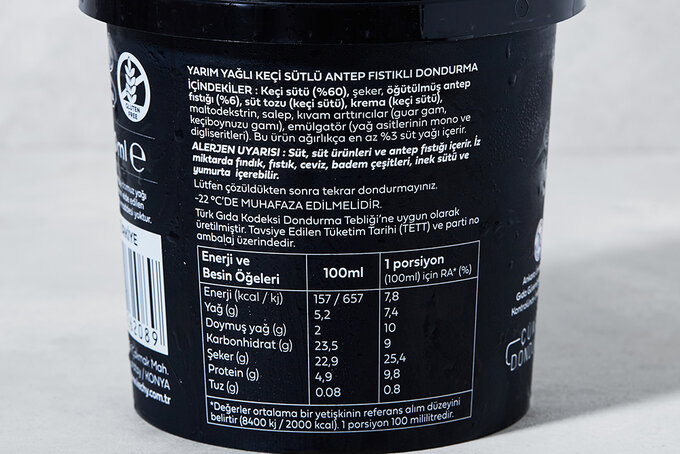 YARIM YAĞLI KEÇİ SÜTLÜ ANTEP FISTIKLI DONDURMA
İÇİNDEKİLER : Keçi sütü (%60), şeker, öğütülmüş antep
fıstığı (%6), süt tozu (keçi sütü), krema (keçi sütü),
maltodekstrin, salep, kıvam arttırıcılar (guar gam,
keçiboynuzu gamı), emülgatör (yağ asitlerinin mono ve
digliseritleri). Bu ürün ağırlıkça en az %3 süt yağı içerir.
ALERJEN UYARISI : Süt, süt ürünleri ve antep fıstığı içerir. İz
miktarda fındık, fıstık, ceviz, badem çeşitleri, inek sütü ve
yumurta içerebilir.
Lütfen çözüldükten sonra tekrar dondurmayınız.
-22 °C'DE MUHAFAZA EDİLMELİDİR.
Türk Gıda Kodeksi Dondurma Tebliği'ne uygun olarak
üretilmiştir. Tavsiye Edilen Tüketim Tarihi (TETT) ve parti no
ambalaj üzerindedir.
Enerji ve Besin Öğeleri 100ml 1 porsiyon (100ml) için RA* (%)
Enerji (kcal / kj) 157 / 657 7,8
Yağ (g) 5,2 7,4
Doymuş yağ (g) 2 10
Karbonhidrat (g) 23,5 9
Şeker (g) 22,9 25,4
Protein (g) 4,9 9,8
Tuz (g) 0.08 0.8
*Değerler ortalama bir yetişkinin referans alım düzeyini
belirtir (8400 kj / 2000 kcal). 1 porsiyon 100 mililitredir.
GLUTEN
FREE
ml e
yoktur.
Mah.
KONYA
.com.tr